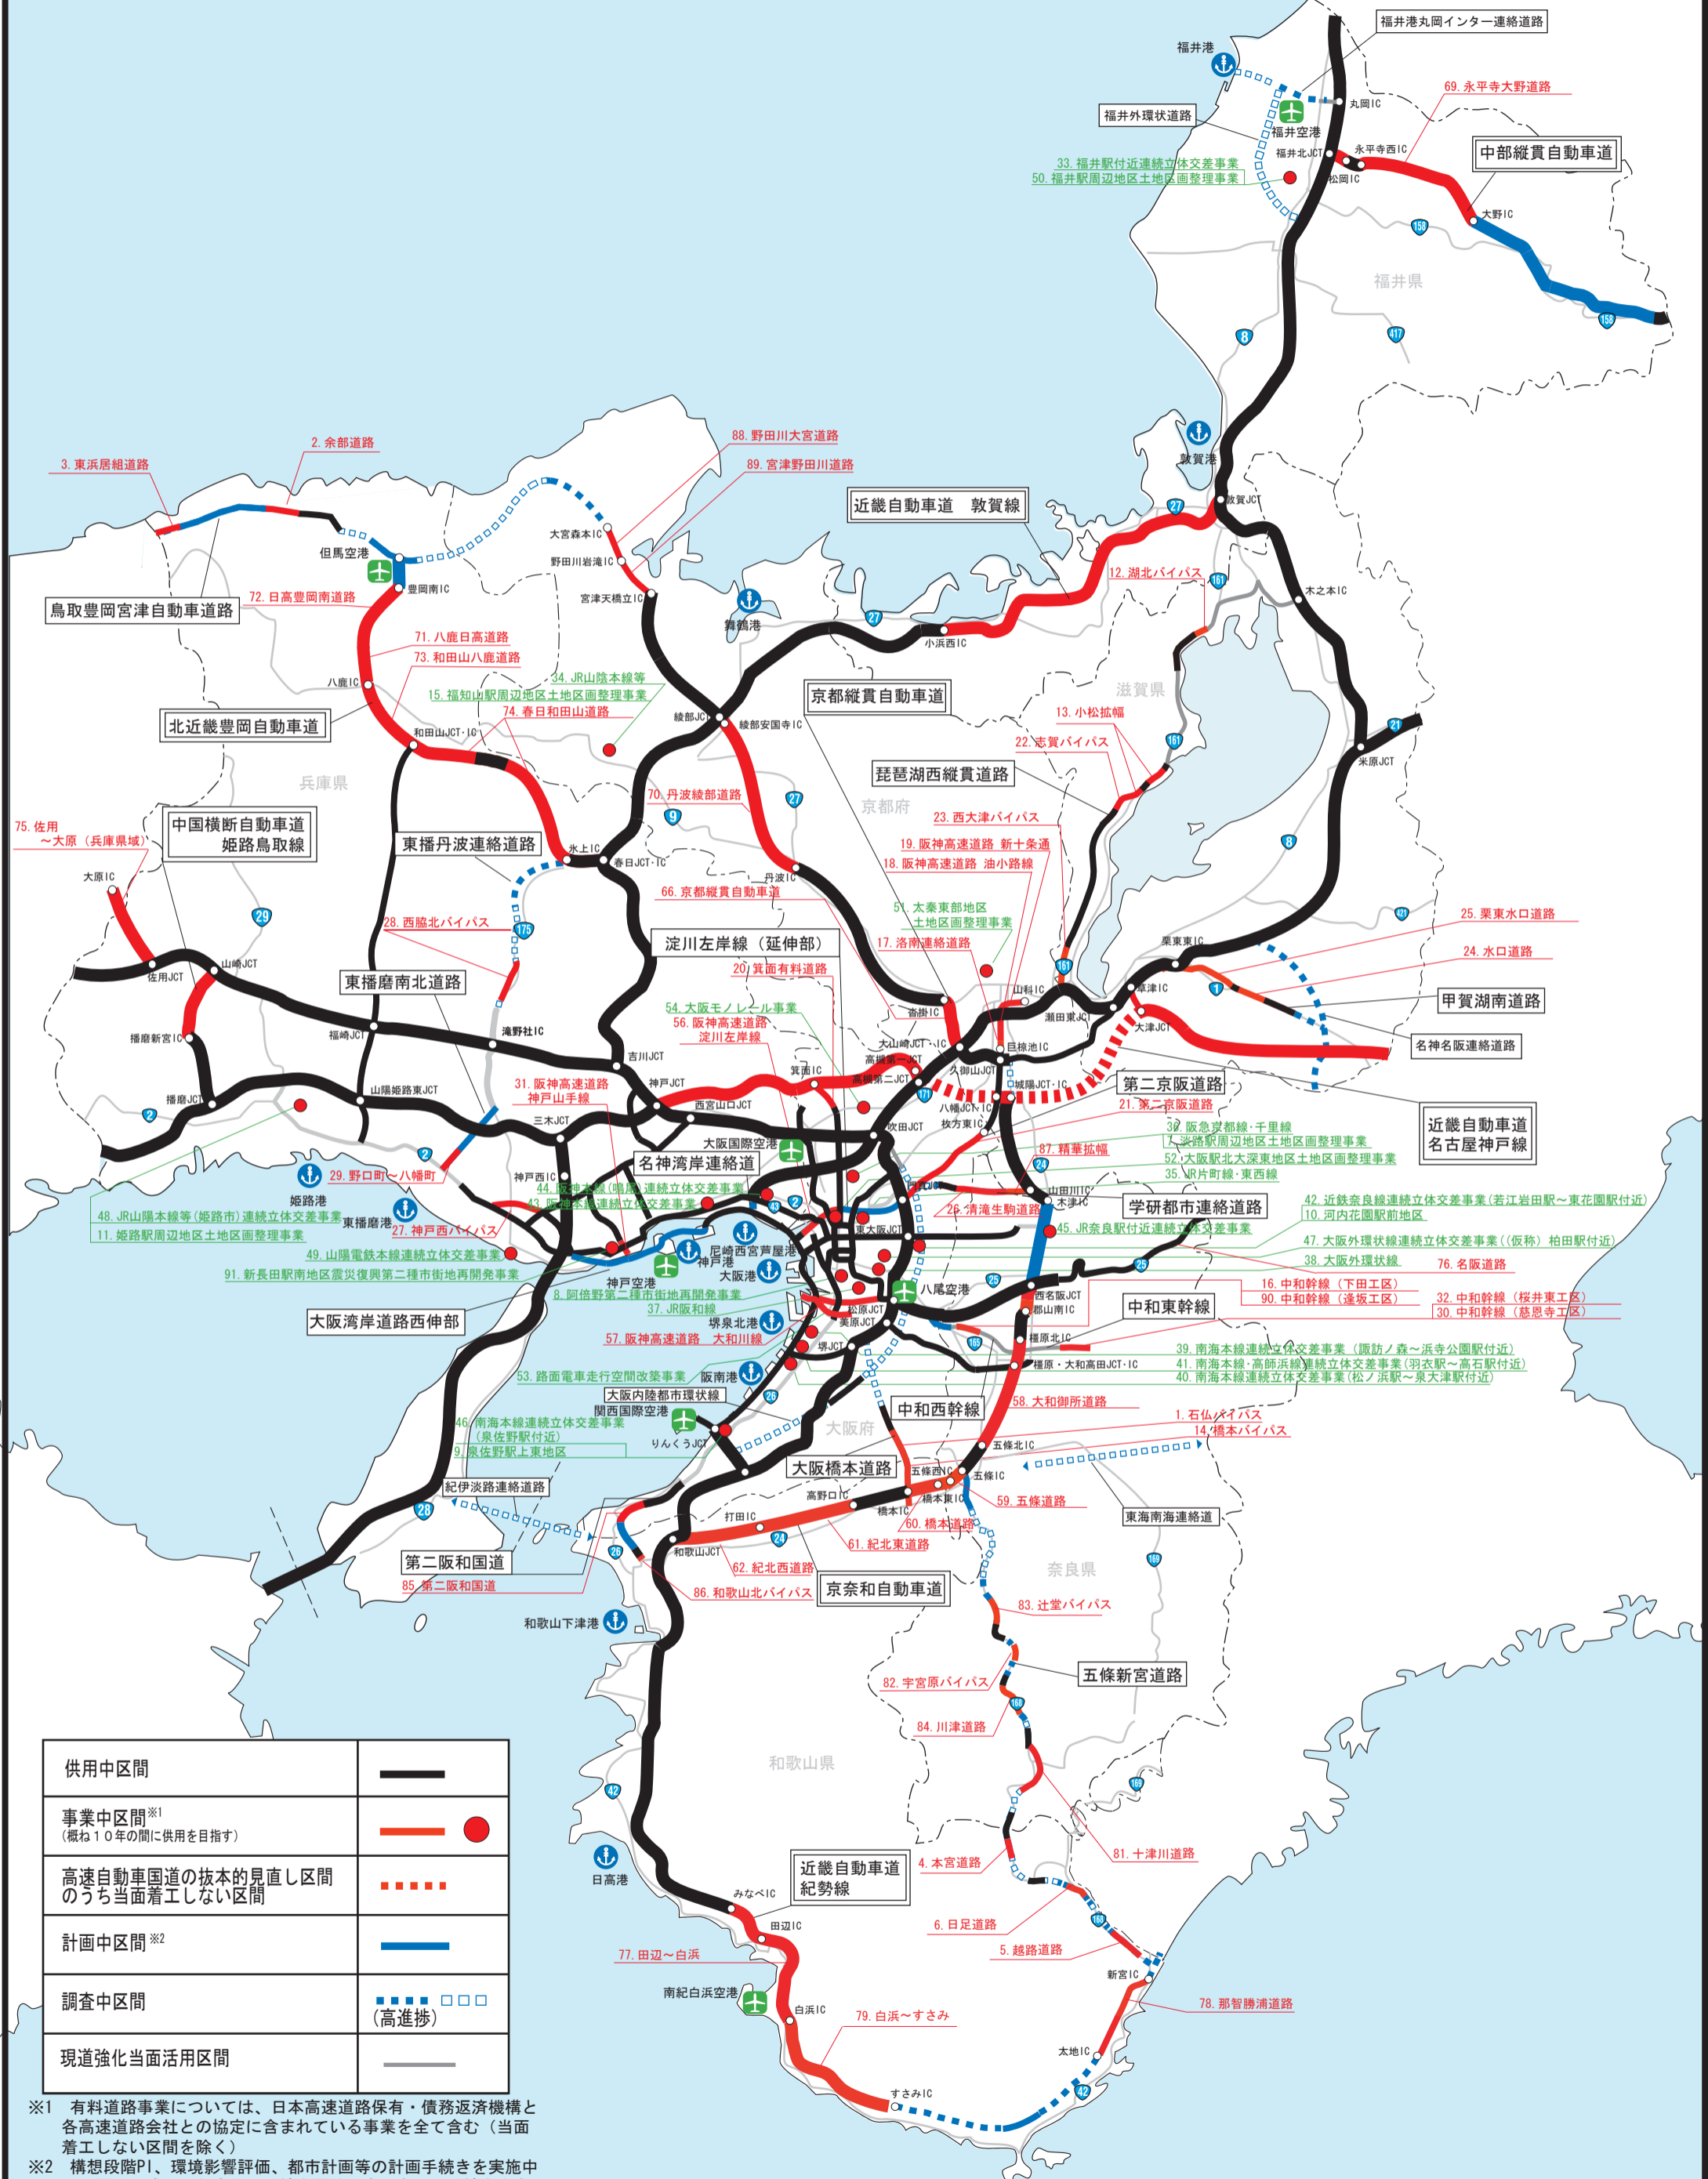 福井港丸岡インター連絡道路
福井港
丸岡IC
69. 永平寺大野道路
福井外環状道路
福井空港
福井北JCT
永平寺西IC
中部縦貫自動車道
33. 福井駅付近連続立体交差事業
50. 福井駅周辺地区土地区画整理事業
松岡IC
大野IC
158
福井県
158
8
417
88. 野田川大宮道路
2. 余部道路
敦賀港
3. 東浜居組道路
89. 宮津野田川道路
近畿自動車道　敦賀線
敦賀JCT
27
大宮森本IC
但馬空港
野田川岩滝IC
12. 湖北バイパス
161
豊岡南IC
宮津天橋立IC
木之本IC
鳥取豊岡宮津自動車道路
72. 日高豊岡南道路
舞鶴港
27
小浜西IC
71. 八鹿日高道路
73. 和田山八鹿道路
34. JR山陰本線等
八鹿IC
15. 福知山駅周辺地区土地区画整理事業
京都縦貫自動車道
滋賀県
74. 春日和田山道路
13. 小松拡幅
北近畿豊岡自動車道
綾部JCT
綾部安国寺IC
21
和田山JCT・IC
22. 志賀バイパス
161
米原JCT
琵琶湖西縦貫道路
兵庫県
70. 丹波綾部道路
27
京都府
9
23. 西大津バイパス
中国横断自動車道
姫路鳥取線
75. 佐用
～大原（兵庫県域）
東播丹波連絡道路
19. 阪神高速道路 新十条通
8
氷上IC
春日JCT・IC
18. 阪神高速道路 油小路線
大原IC
丹波IC
66. 京都縦貫自動車道
51. 太秦東部地区
土地区画整理事業
29
28. 西脇北バイパス
175
421
25. 栗東水口道路
淀川左岸線（延伸部）
17. 洛南連絡道路
栗東東IC
24. 水口道路
佐用JCT
山崎JCT
20. 箕面有料道路
161
東播磨南北道路
草津IC
1
甲賀湖南道路
54. 大阪モノレール事業
山科IC
瀬田東JCT
沓掛IC
大津JCT
播磨新宮IC
福崎JCT
滝野社IC
56. 阪神高速道路
淀川左岸線
大山崎JCT・IC
巨椋池IC
名神名阪連絡道路
吉川JCT
箕面IC
高槻第一JCT
久御山JCT
高槻第二JCT
城陽JCT・IC
第二京阪道路
31. 阪神高速道路
神戸山手線
神戸JCT
171
山陽姫路東JCT
播磨JCT
西宮山口JCT
八幡JCT・IC
21. 第二京阪道路
近畿自動車道
名古屋神戸線
2
三木JCT
枚方東IC
吹田JCT
36. 阪急京都線・千里線
7. 淡路駅周辺地区土地区画整理事業
大阪国際空港
2
87. 精華拡幅
52. 大阪駅北大深東地区土地区画整理事業
29. 野口町～八幡町
神戸西IC
名神湾岸連絡道
24
35. JR片町線・東西線
姫路港
44. 阪神本線(鳴尾)連続立体交差事業
山田川IC
木津IC
学研都市連絡道路
42. 近鉄奈良線連続立体交差事業(若江岩田駅～東花園駅付近)
43. 阪神本線連続立体交差事業
2
43
26. 清滝生駒道路
10. 河内花園駅前地区
48. JR山陽本線等(姫路市)連続立体交差事業
東播磨港
27. 神戸西バイパス
東大阪JCT
45. JR奈良駅付近連続立体交差事業
11. 姫路駅周辺地区土地区画整理事業
尼崎西宮芦屋港
47. 大阪外環状線連続立体交差事業((仮称) 柏田駅付近)
49. 山陽電鉄本線連続立体交差事業
神戸港
38. 大阪外環状線
76. 名阪道路
神戸空港
大阪港
25
91. 新長田駅南地区震災復興第二種市街地再開発事業
八尾空港
25
16. 中和幹線（下田工区）
8. 阿倍野第二種市街地再開発事業
西名阪JCT
90. 中和幹線（逢坂工区）
32. 中和幹線（桜井東工区）
37. JR阪和線
松原JCT
郡山南IC
中和東幹線
30. 中和幹線（慈恩寺工区）
大阪湾岸道路西伸部
堺泉北港
美原JCT
57. 阪神高速道路　大和川線
堺JCT
165
橿原北IC
39. 南海本線連続立体交差事業（諏訪ノ森～浜寺公園駅付近）
53. 路面電車走行空間改築事業
阪南港
橿原・大和高田JCT・IC
41. 南海本線・高師浜線連続立体交差事業(羽衣駅～高石駅付近)
40. 南海本線連続立体交差事業(松ノ浜駅～泉大津駅付近)
大阪内陸都市環状線
26
関西国際空港
中和西幹線
58. 大和御所道路
46. 南海本線連続立体交差事業
（泉佐野駅付近）
大阪府
1. 石仏バイパス
りんくうJCT
14. 橋本バイパス
9. 泉佐野駅上東地区
五條北IC
大阪橋本道路
五條西IC
五條IC
紀伊淡路連絡道路
高野口IC
橋本東IC
59. 五條道路
28
打田IC
橋本IC
60. 橋本道路
東海南海連絡道
24
61. 紀北東道路
和歌山JCT
26
第二阪和国道
62. 紀北西道路
169
85. 第二阪和国道
86. 和歌山北バイパス
京奈和自動車道
奈良県
和歌山下津港
83. 辻堂バイパス
五條新宮道路
82. 宇宮原バイパス
168
84. 川津道路
和歌山県
供用中区間
42
169
事業中区間※1
（概ね１０年の間に供用を目指す）
81. 十津川道路
日高港
近畿自動車道
紀勢線
4. 本宮道路
高速自動車国道の抜本的見直し区間
のうち当面着工しない区間
みなべIC
6. 日足道路
168
田辺IC
計画中区間※2
77. 田辺～白浜
5. 越路道路
新宮IC
調査中区間
（高進捗）
南紀白浜空港
白浜IC
78. 那智勝浦道路
79. 白浜～すさみ
太地IC
現道強化当面活用区間
42
すさみIC
※1　有料道路事業については、日本高速道路保有・債務返済機構と
各高速道路会社との協定に含まれている事業を全て含む（当面
着工しない区間を除く）
※2　構想段階PI、環境影響評価、都市計画等の計画手続きを実施中